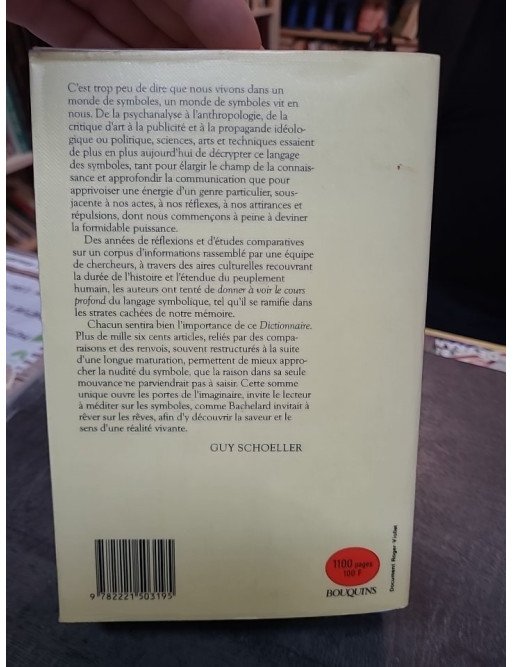 C'est trop peu de dire que nous vivons dans un
monde de symboles, un monde de symboles vit en
nous. De la psychanalyse à l'anthropologie, de la
critique d'art à la publicité et à la propagande idéolo-
gique ou politique, sciences, arts et techniques essaient
de plus en plus aujourd'hui de décrypter ce langage
des symboles, tant pour élargir le champ de la connais-
sance et approfondir la communication que pour
apprivoiser une énergie d'un genre particulier, sous-
jacente à nos actes, à nos réflexes, à nos attirances et
répulsions, dont nous commençons à peine à deviner
la formidable puissance.
Des années de réflexions et d'études comparatives
sur un corpus d'informations rassemblé par une équipe
de chercheurs, à travers des aires culturelles recouvrant
la durée de l'histoire et l'étendue du peuplement
humain, les auteurs ont tenté de donner à voir le cours
profond du langage symbolique, tel qu'il se ramifie dans
les strates cachées de notre mémoire.
Chacun sentira bien l'importance de ce Dictionnaire.
Plus de mille six cents articles, reliés par des compa-
raisons et des renvois, souvent restructurés à la suite
d'une longue maturation, permettent de mieux appro-
cher la nudité du symbole, que la raison dans sa seule
mouvance ne parviendrait pas à saisir. Cette somme
unique ouvre les portes de l'imaginaire, invite le lecteur
à méditer sur les symboles, comme Bachelard invitait à
rêver sur les rêves, afin d'y découvrir la saveur et le
sens d'une réalité vivante.
GUY SCHOELLER
9 782221 503195
1100 pages
100 F
BOUQUINS
Document Roger-Viollet